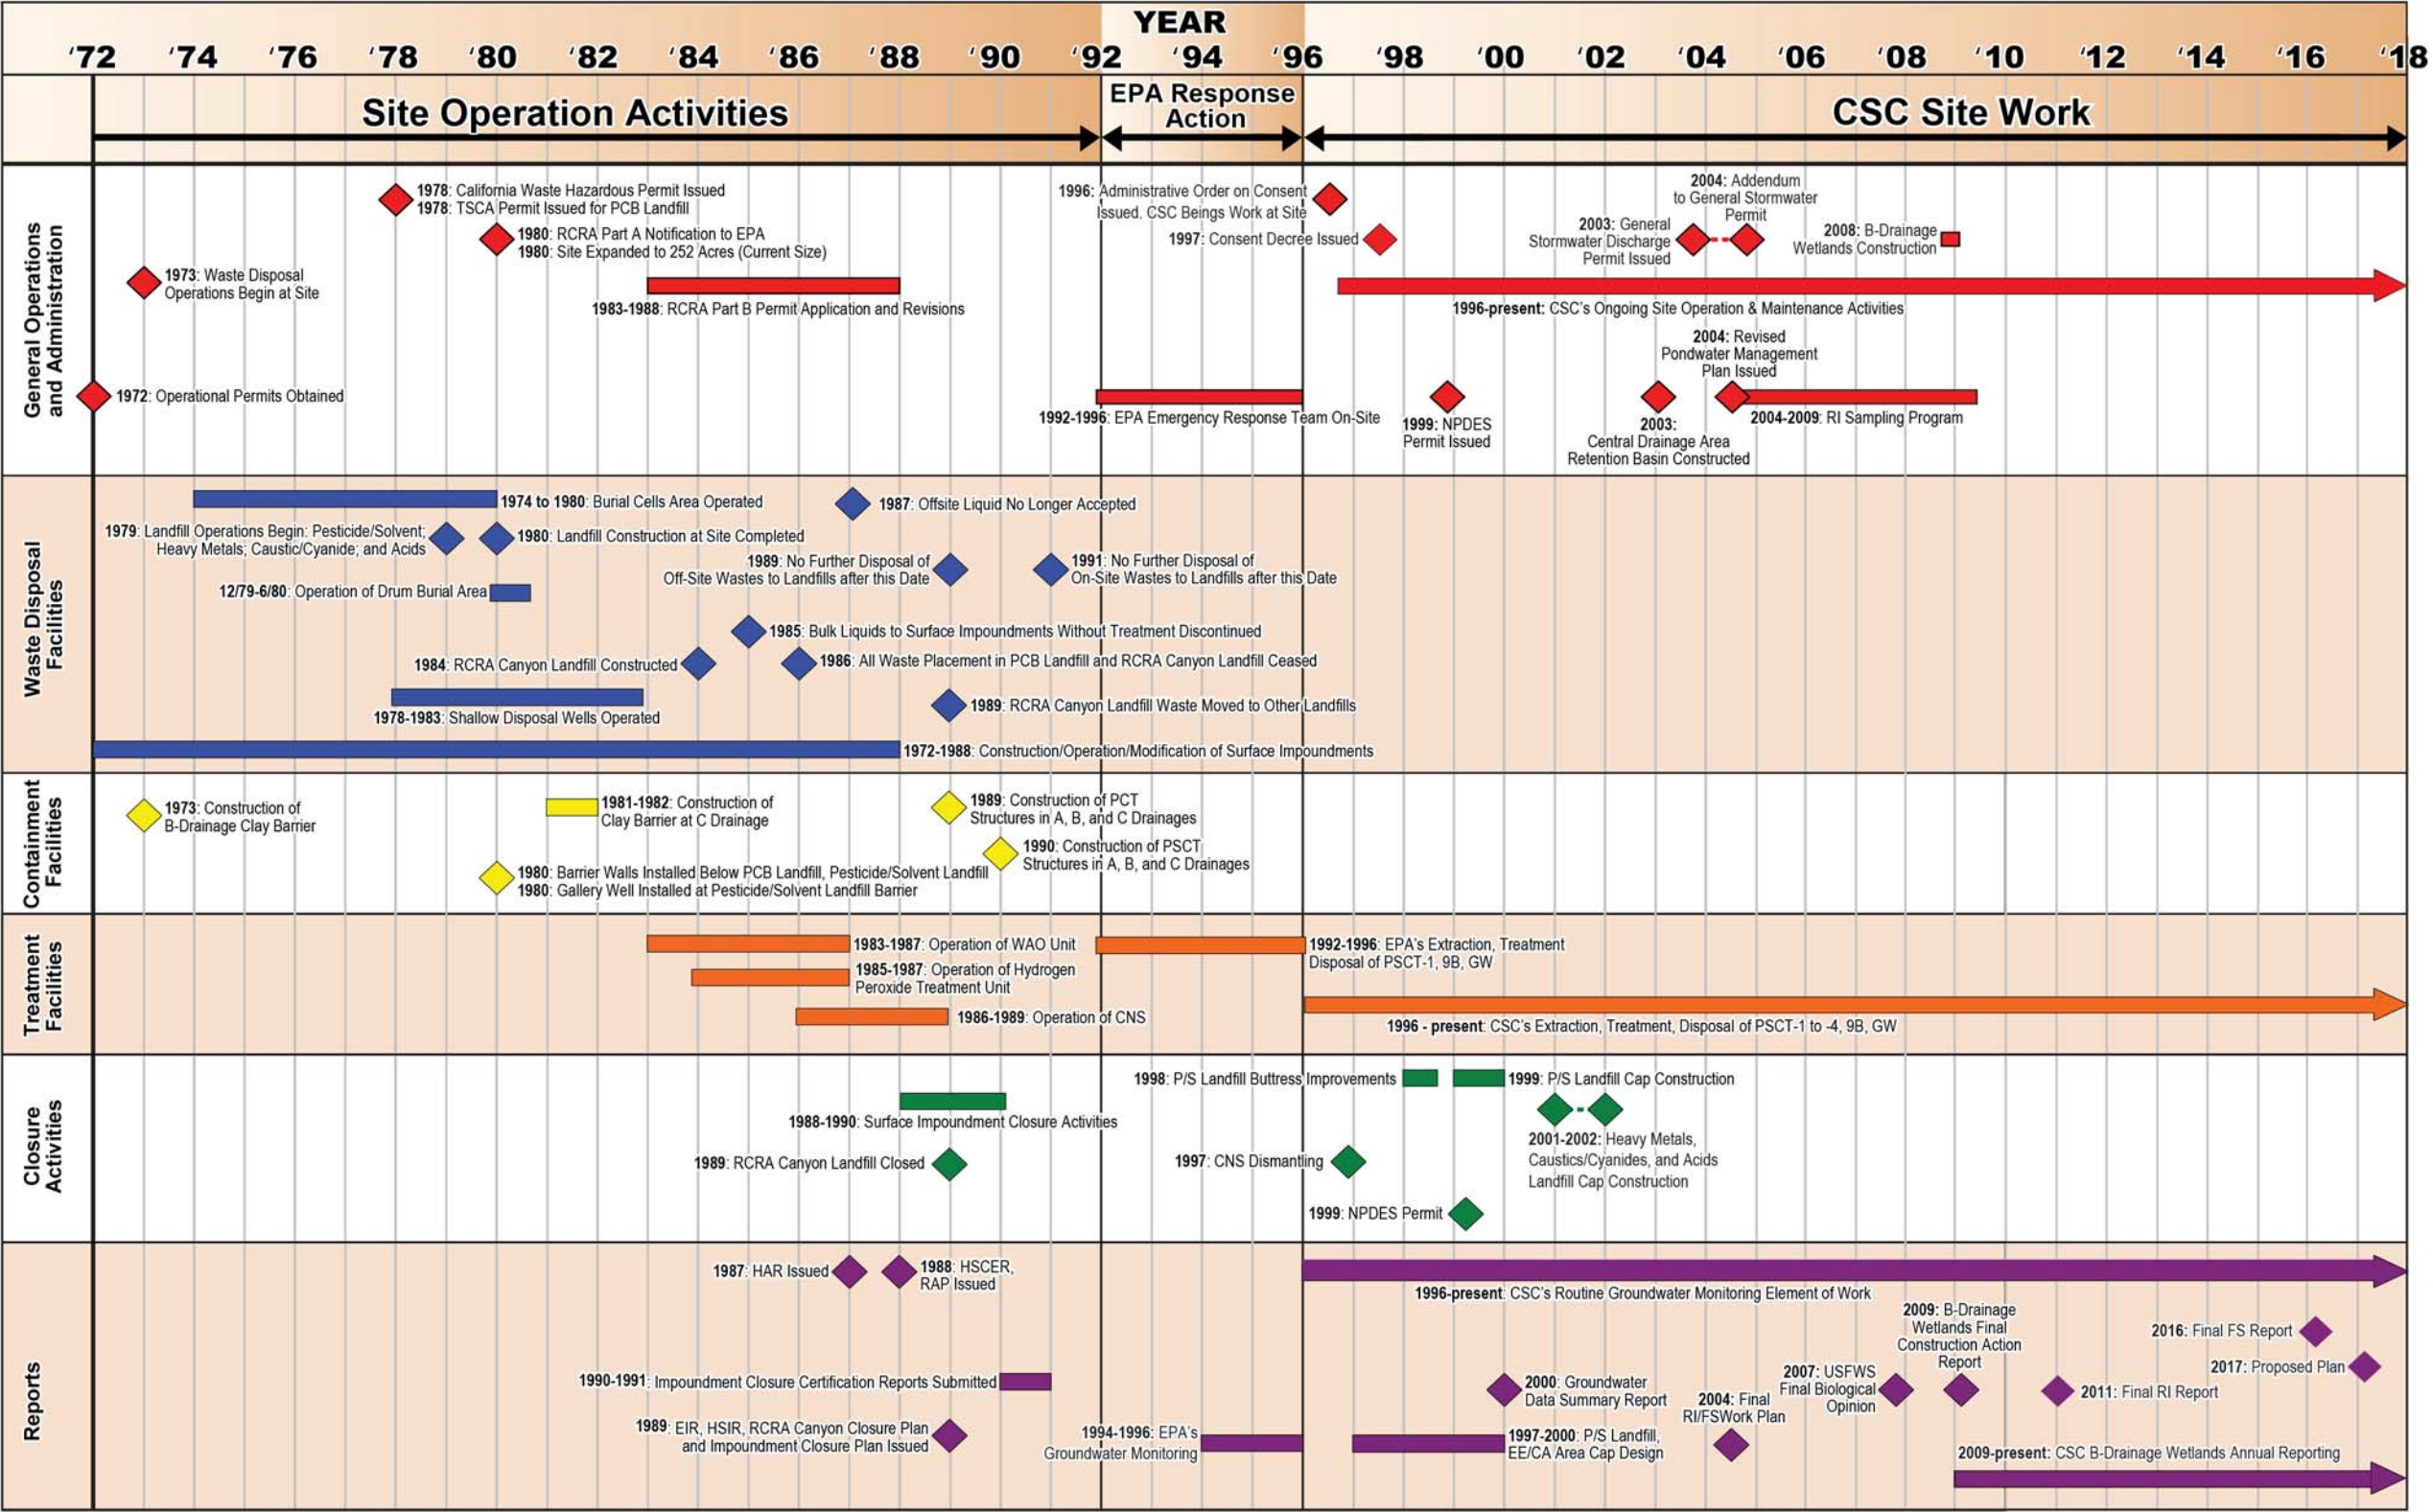 YEAR
‘72 ‘74 ‘76 ‘78 ‘80 ‘82 ‘84 ‘86 ‘88 ‘90 ‘92 ‘94 ‘96 ‘98 ‘00 ‘02 ‘04 ‘06 ‘08 ‘10 ‘12 ‘14 ‘16 ‘18
Site Operation Activities
EPA Response
Action
CSC Site Work
General Operations
and Administration
1978: California Waste Hazardous Permit Issued
1978: TSCA Permit Issued for PCB Landfill
1980: RCRA Part A Notification to EPA
1980: Site Expanded to 252 Acres (Current Size)
1973: Waste Disposal
Operations Begin at Site
1983-1988: RCRA Part B Permit Application and Revisions
1972: Operational Permits Obtained
1996: Administrative Order on Consent
Issued. CSC Beings Work at Site
1997: Consent Decree Issued
2003: General
Stormwater Discharge
Permit Issued
2004: Addendum
to General Stormwater
Permit
2008: B-Drainage
Wetlands Construction
1996-present: CSC’s Ongoing Site Operation & Maintenance Activities
2004: Revised
Pondwater Management
Plan Issued
1992-1996: EPA Emergency Response Team On-Site
1999: NPDES
Permit Issued
2003:
Central Drainage Area
Retention Basin Constructed
2004-2009: RI Sampling Program
Waste Disposal
Facilities
1974 to 1980: Burial Cells Area Operated
1987: Offsite Liquid No Longer Accepted
1979: Landfill Operations Begin: Pesticide/Solvent;
Heavy Metals; Caustic/Cyanide; and Acids
1980: Landfill Construction at Site Completed
1989: No Further Disposal of
Off-Site Wastes to Landfills after this Date
1991: No Further Disposal of
On-Site Wastes to Landfills after this Date
12/79-6/80: Operation of Drum Burial Area
1985: Bulk Liquids to Surface Impoundments Without Treatment Discontinued
1984: RCRA Canyon Landfill Constructed
1986: All Waste Placement in PCB Landfill and RCRA Canyon Landfill Ceased
1978-1983: Shallow Disposal Wells Operated
1989: RCRA Canyon Landfill Waste Moved to Other Landfills
1972-1988: Construction/Operation/Modification of Surface Impoundments
Containment
Facilities
1973: Construction of
B-Drainage Clay Barrier
1981-1982: Construction of
Clay Barrier at C Drainage
1989: Construction of PCT
Structures in A, B, and C Drainages
1990: Construction of PSCT
Structures in A, B, and C Drainages
1980: Barrier Walls Installed Below PCB Landfill, Pesticide/Solvent Landfill
1980: Gallery Well Installed at Pesticide/Solvent Landfill Barrier
Treatment
Facilities
1983-1987: Operation of WAO Unit
1985-1987: Operation of Hydrogen
Peroxide Treatment Unit
1986-1989: Operation of CNS
1992-1996: EPA’s Extraction, Treatment
Disposal of PSCT-1, 9B, GW
1996 - present: CSC’s Extraction, Treatment, Disposal of PSCT-1 to -4, 9B, GW
Closure
Activities
1998: P/S Landfill Buttress Improvements
1999: P/S Landfill Cap Construction
1988-1990: Surface Impoundment Closure Activities
2001-2002: Heavy Metals,
Caustics/Cyanides, and Acids
Landfill Cap Construction
1989: RCRA Canyon Landfill Closed
1997: CNS Dismantling
1999: NPDES Permit
Reports
1987: HAR Issued
1988: HSCER,
RAP Issued
1996-present: CSC’s Routine Groundwater Monitoring Element of Work
2009: B-Drainage
Wetlands Final
Construction Action
Report
2016: Final FS Report
2017: Proposed Plan
1990-1991: Impoundment Closure Certification Reports Submitted
2000: Groundwater
Data Summary Report
2007: USFWS
Final Biological
Opinion
2011: Final RI Report
2004: Final
RI/FSWork Plan
1989: EIR, HSIR, RCRA Canyon Closure Plan
and Impoundment Closure Plan Issued
1994-1996: EPA’s
Groundwater Monitoring
1997-2000: P/S Landfill,
EE/CA Area Cap Design
2009-present: CSC B-Drainage Wetlands Annual Reporting